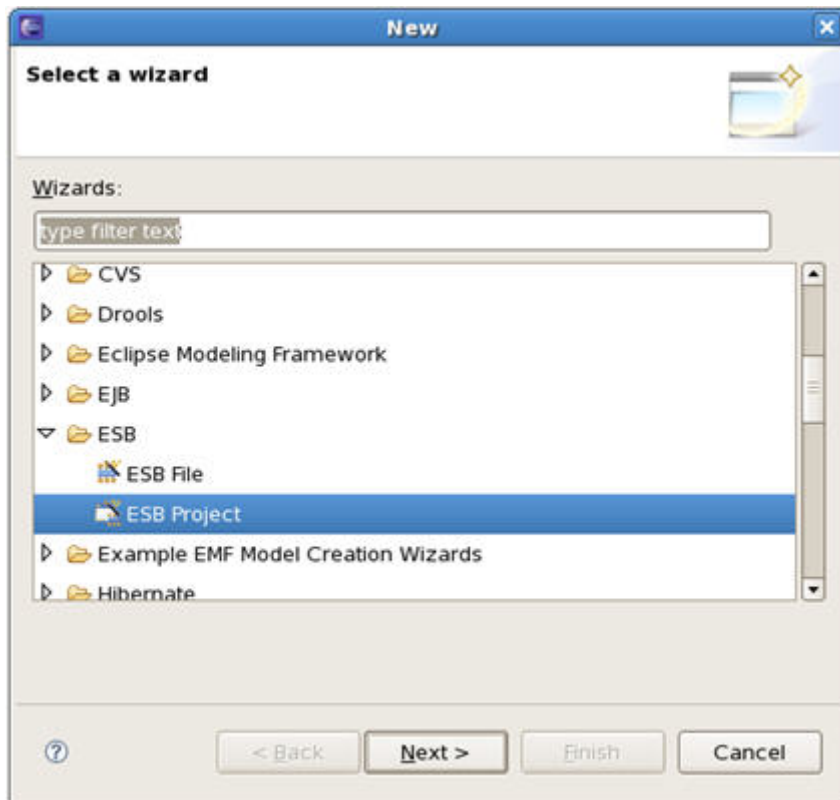 New
Select a wizard
Wizards:
type filter text
CVS
Drools
Eclipse Modeling Framework
EJB
ESB
ESB File
ESB Project
Example EMF Model Creation Wizards
Hibernate
< Back Next > Finish Cancel